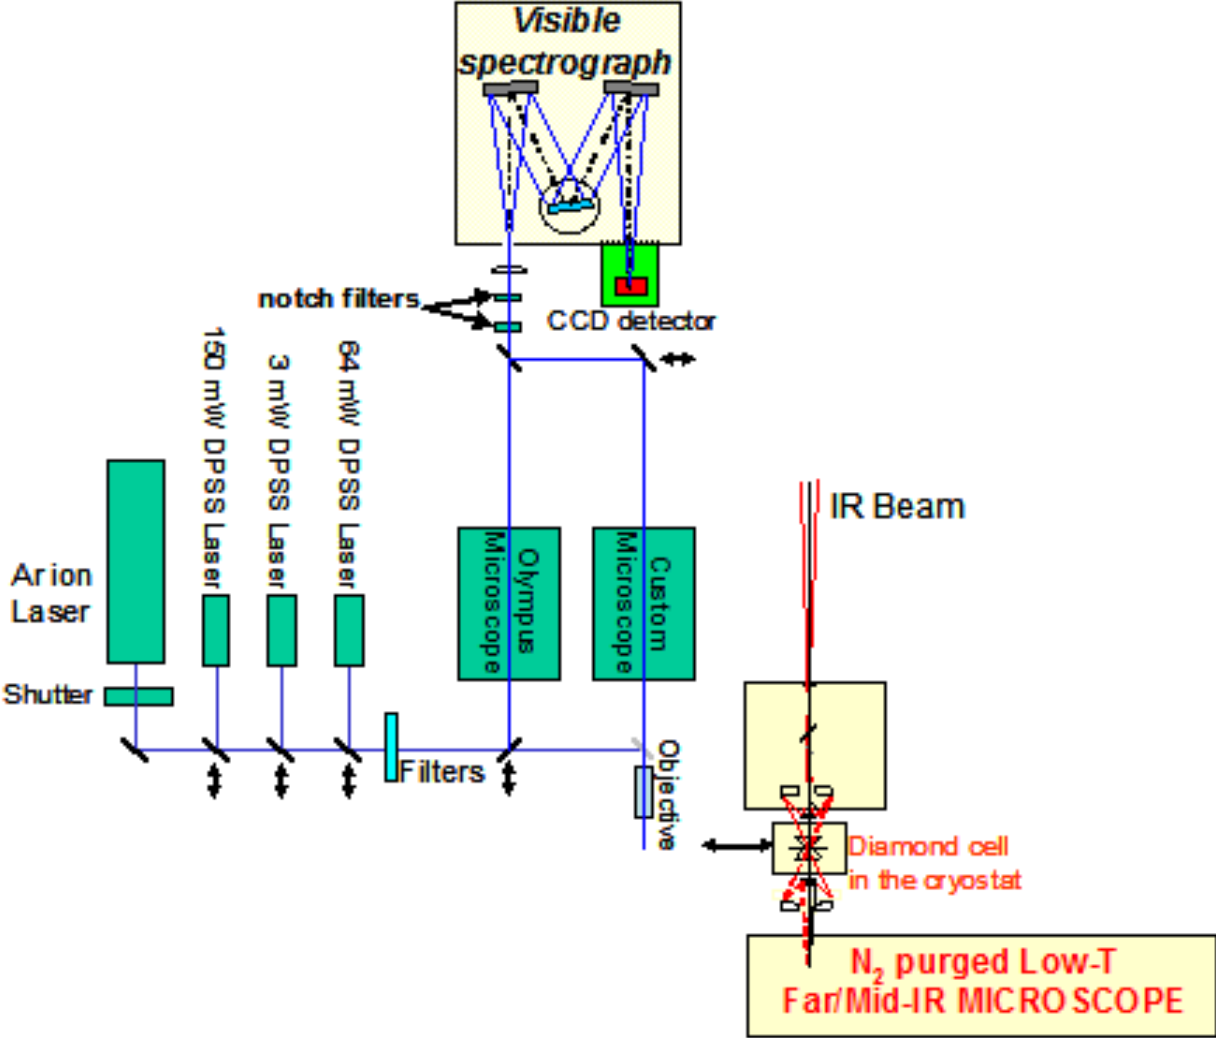 Visible
spectrograph
notch filters
CCD detector
150 mW DPSS Laser
3 mW DPSS Laser
64 mW DPSS Laser
IR Beam
Olympus
Microscope
Custom
Microscope
Ar ion
Laser
Shutter
Filters
Objective
Diamond cell
in the cryostat
N2 purged Low-T
Far/Mid-IR MICROSCOPE